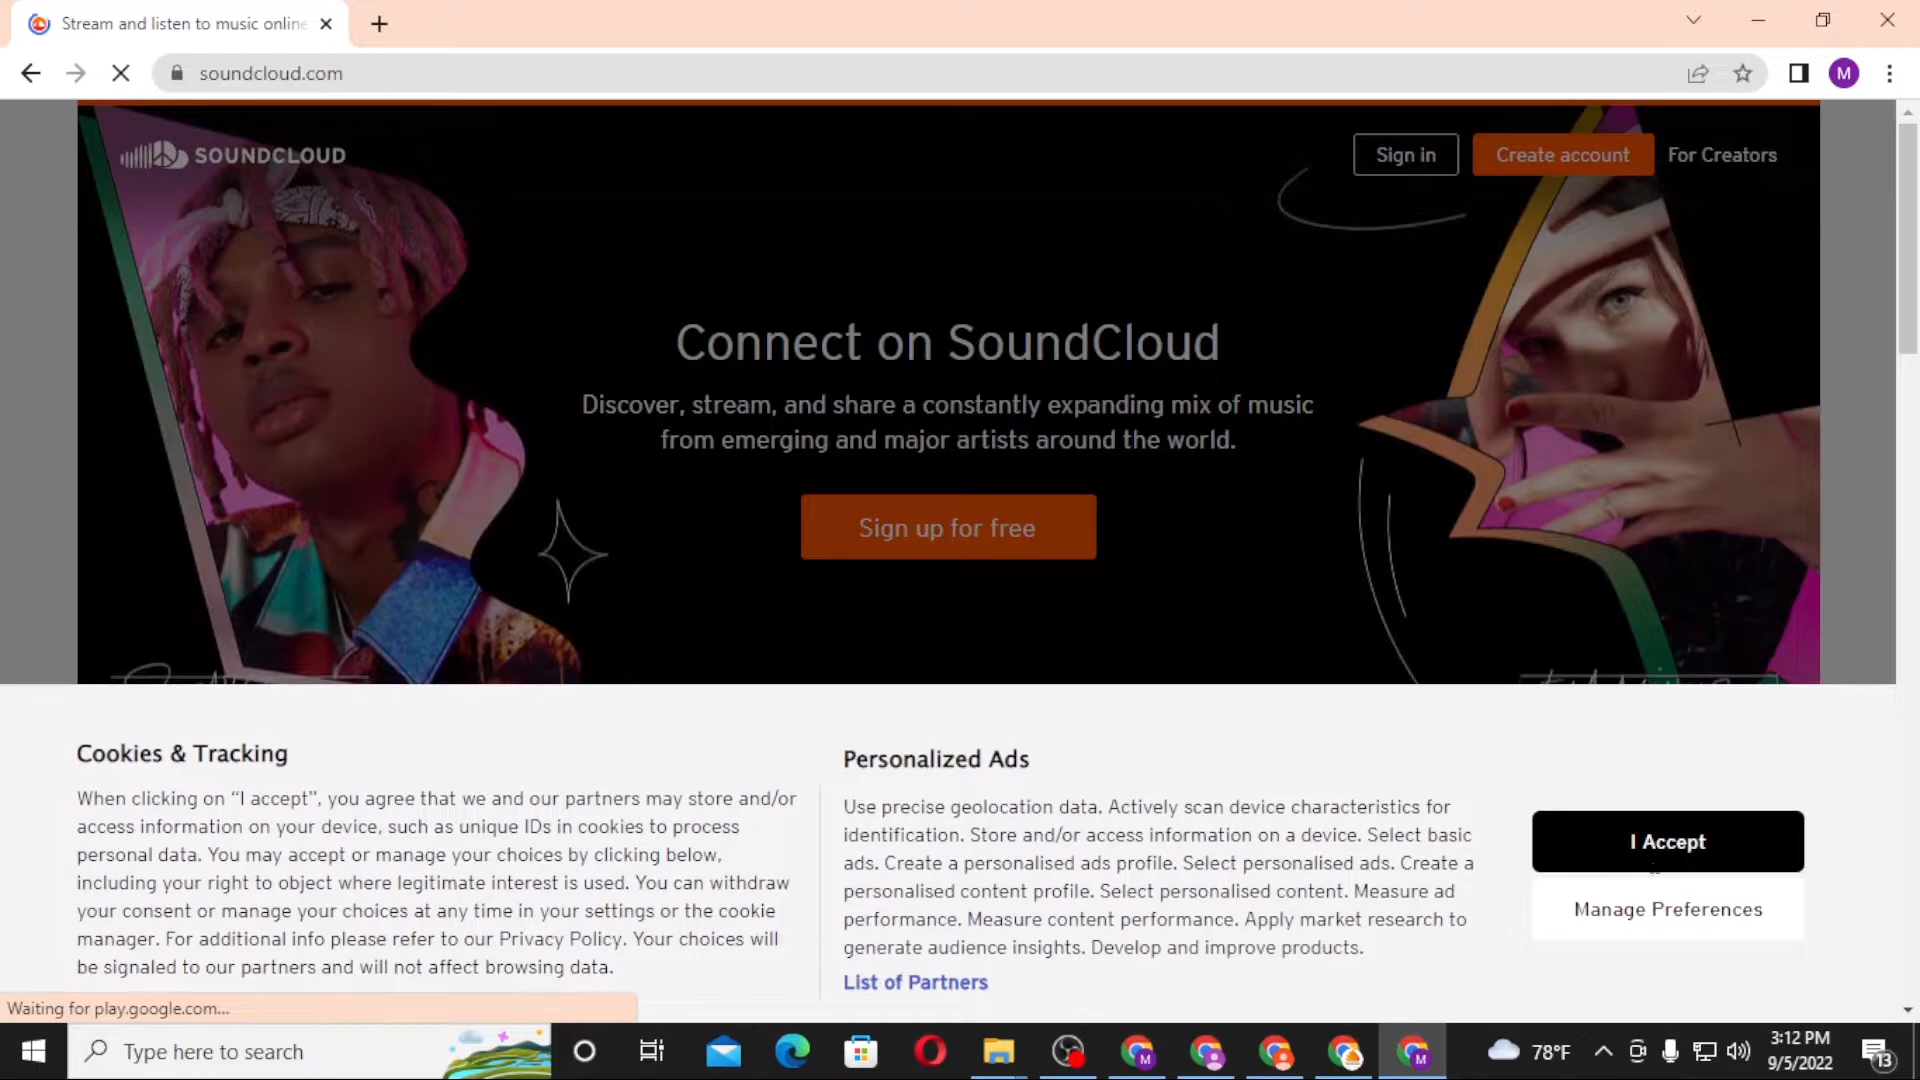 Stream and listen to music online
soundcloud.com
M
SOUNDCLOUD
Sign in
Create account
For Creators
Connect on SoundCloud
Discover, stream, and share a constantly expanding mix of music
from emerging and major artists around the world.
Sign up for free
Cookies & Tracking
When clicking on “I accept”, you agree that we and our partners may store and/or
access information on your device, such as unique IDs in cookies to process
personal data. You may accept or manage your choices by clicking below,
including your right to object where legitimate interest is used. You can withdraw
your consent or manage your choices at any time in your settings or the cookie
manager. For additional info please refer to our Privacy Policy. Your choices will
be signaled to our partners and will not affect browsing data.
Personalized Ads
Use precise geolocation data. Actively scan device characteristics for
identification. Store and/or access information on a device. Select basic
ads. Create a personalised ads profile. Select personalised ads. Create a
personalised content profile. Select personalised content. Measure ad
performance. Measure content performance. Apply market research to
generate audience insights. Develop and improve products.
List of Partners
I Accept
Manage Preferences
Waiting for play.google.com...
Type here to search
M
M
78°F
3:12 PM
9/5/2022
13